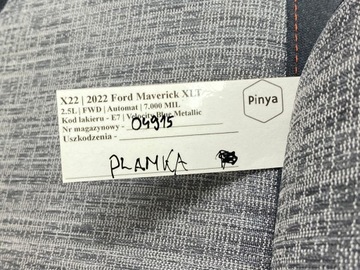 X22 | 2022 Ford Maverick XLT
2.5L | FWD | Automat | 7,000 MIL
Kod lakieru - E7 | Velocity Blue Metallic
Nr magazynowy - 04915
Uszkodzenia -
PLAMKA
Pinya